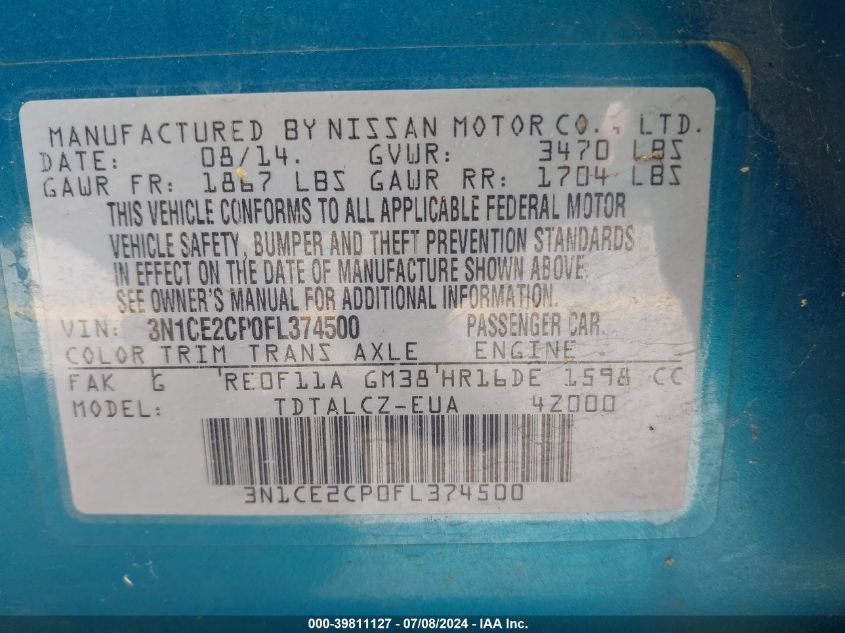 MANUFACTURED BY NISSAN MOTOR CO., LTD.
DATE: 08/14. GVWR: 3470 LBS
GAWR FR: 1867 LBS GAWR RR: 1704 LBS
THIS VEHICLE CONFORMS TO ALL APPLICABLE FEDERAL MOTOR
VEHICLE SAFETY, BUMPER AND THEFT PREVENTION STANDARDS
IN EFFECT ON THE DATE OF MANUFACTURE SHOWN ABOVE.
SEE OWNER'S MANUAL FOR ADDITIONAL INFORMATION.
VIN: 3N1CE2CP0FL374500 PASSENGER CAR.
COLOR TRIM TRANS AXLE ENGINE
FAK G RE0F11A GM38 HR16DE 1598 CC
MODEL: TDTALCZ-EUA 4Z000
3N1CE2CP0FL374500
000-39811127 - 07/08/2024 - IAAI Inc.